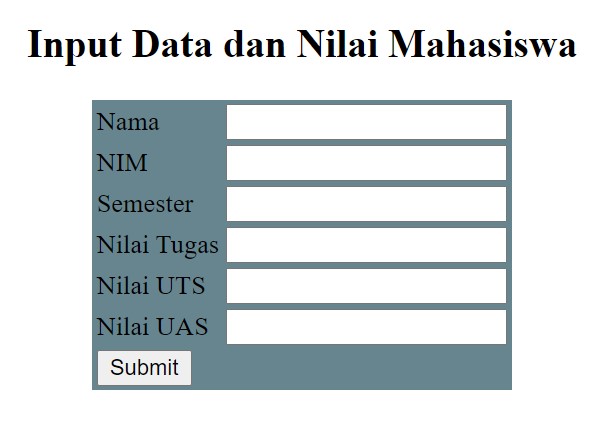 Input Data dan Nilai Mahasiswa
Nama
NIM
Semester
Nilai Tugas
Nilai UTS
Nilai UAS
Submit